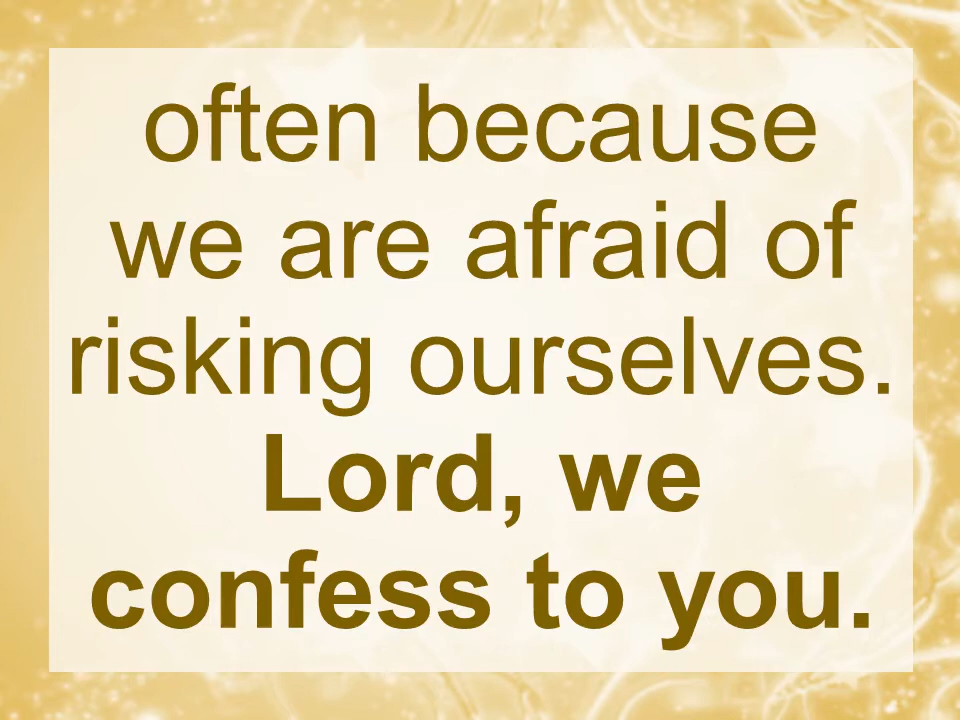 often because
we are afraid of
risking ourselves.
Lord, we
confess to you.